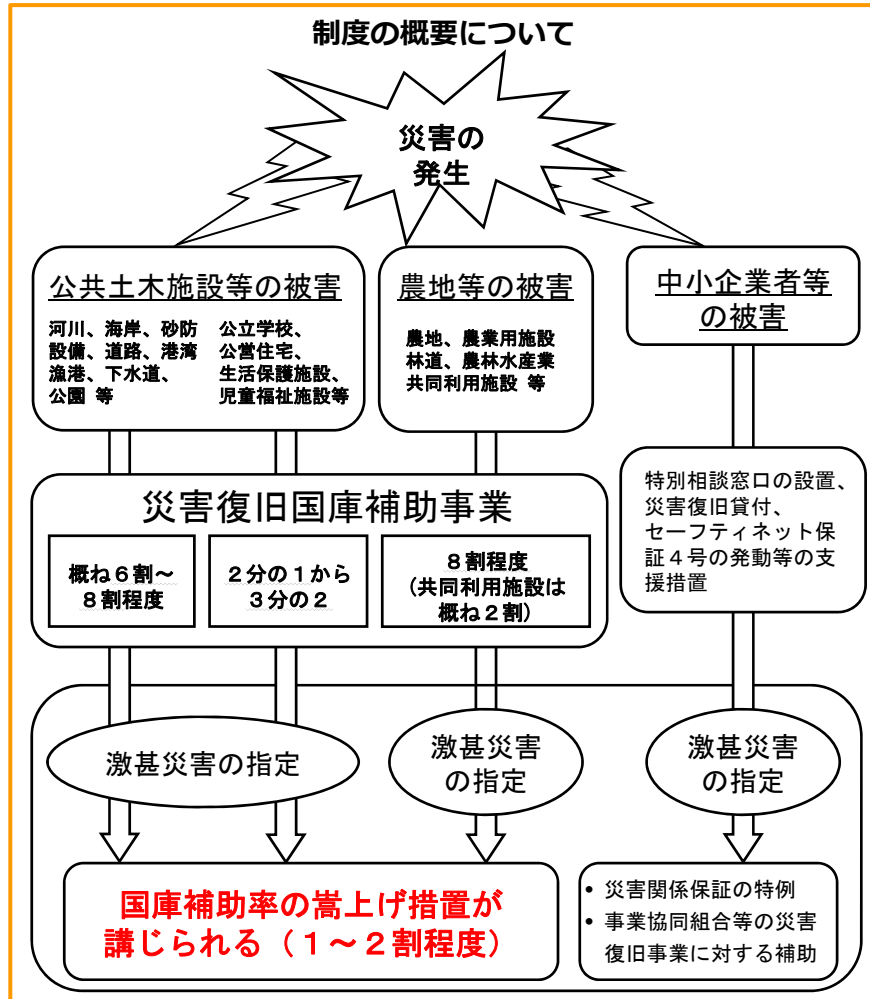 制度の概要について
災害の
発生
公共土木施設等の被害
河川、海岸、砂防
設備、道路、港湾
漁港、下水道、
公園 等
公立学校、
公営住宅、
生活保護施設、
児童福祉施設等
農地等の被害
農地、農業用施設
林道、農林水産業
共同利用施設 等
中小企業者等
の被害
災害復旧国庫補助事業
概ね６割～
８割程度
２分の１から
３分の２
８割程度
（共同利用施設は
概ね２割）
特別相談窓口の設置、
災害復旧貸付、
セーフティネット保
証４号の発動等の支
援措置
激甚災害の指定
激甚災害
の指定
激甚災害
の指定
国庫補助率の嵩上げ措置が
講じられる（１～２割程度）
• 災害関係保証の特例
• 事業協同組合等の災害
復旧事業に対する補助